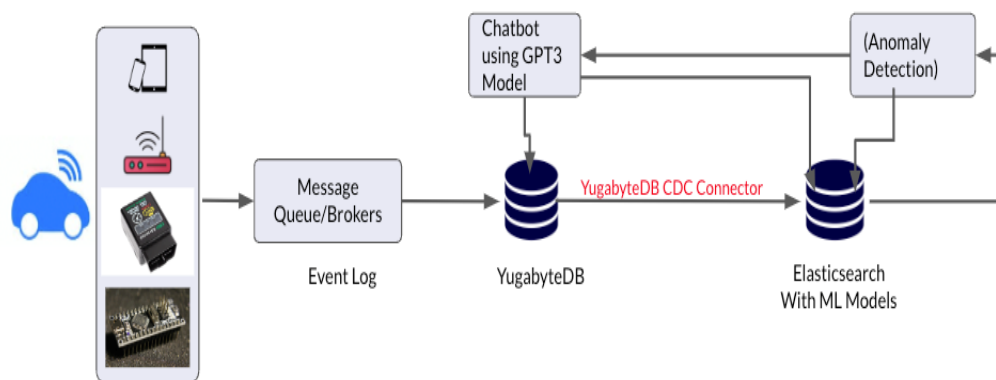 Chatbot
using GPT3
Model
(Anomaly
Detection)
Message
Queue/Brokers
YugabyteDB CDC Connector
Event Log
YugabyteDB
Elasticsearch
With ML Models